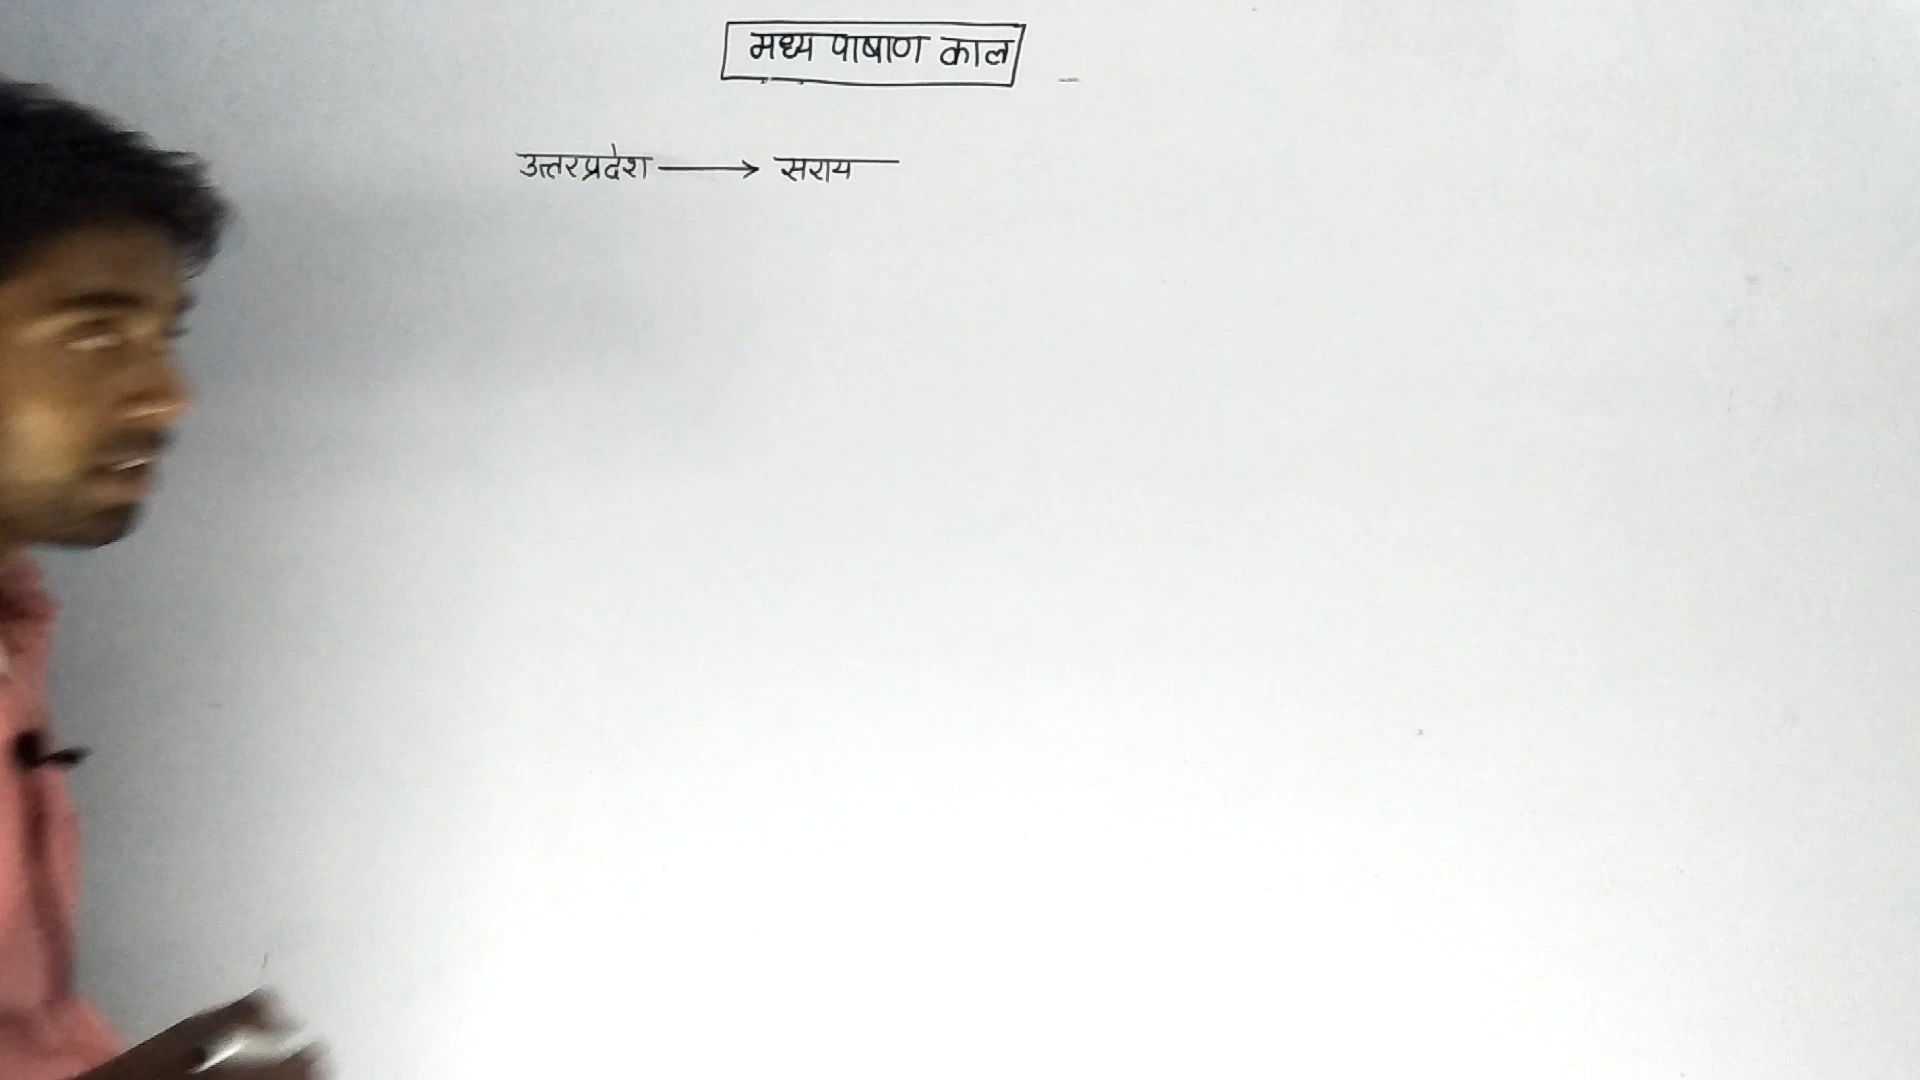 मध्य पाषाण काल
उत्तरप्रदेश → सराय